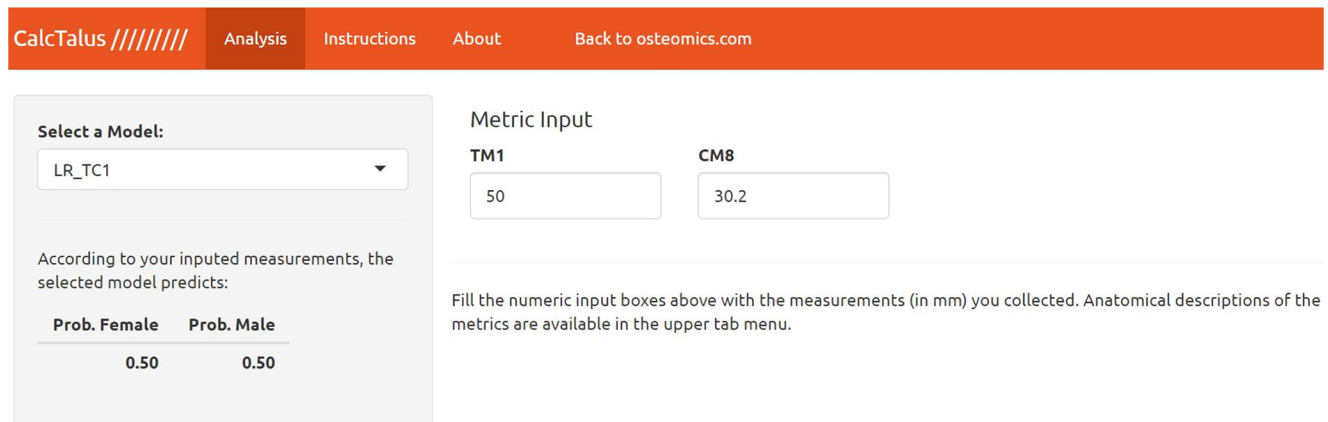 CalcTalus ///////// Analysis Instructions About Back to osteomics.com
Select a Model:
LR_TC1
According to your inputed measurements, the
selected model predicts:
Prob. Female Prob. Male
0.50 0.50
Metric Input
TM1 CM8
50 30.2
Fill the numeric input boxes above with the measurements (in mm) you collected. Anatomical descriptions of the
metrics are available in the upper tab menu.